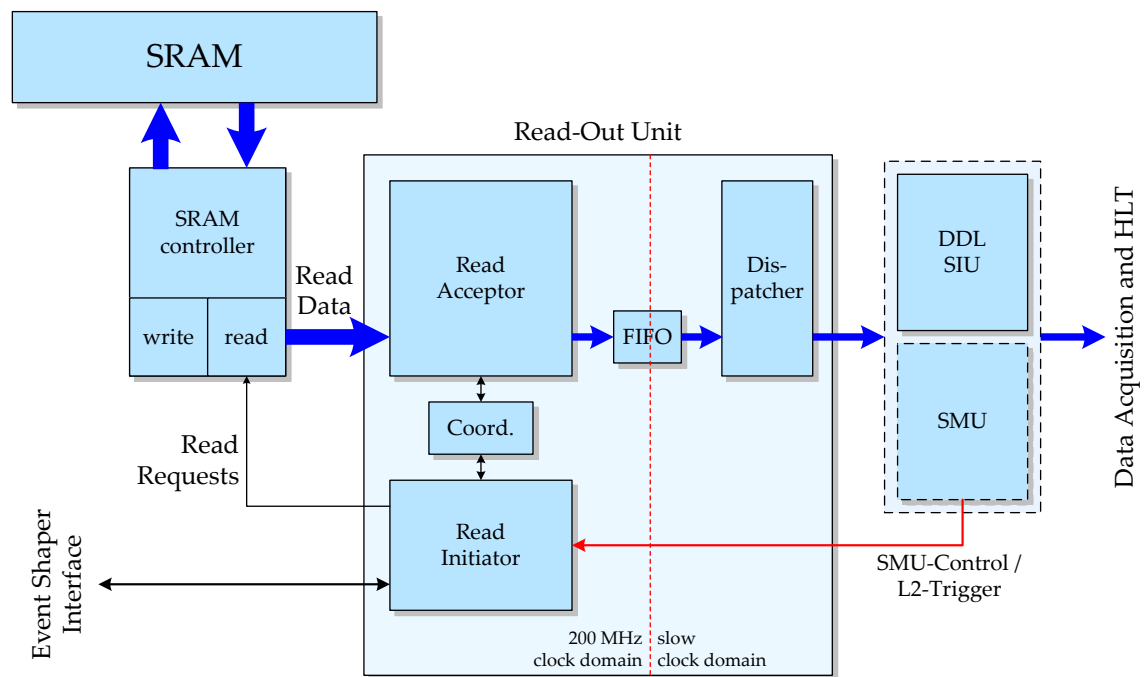 SRAM
Read-Out Unit
SRAM
controller
write
read
Read
Data
Read
Acceptor
FIFO
Dis-
patcher
DDL
SIU
SMU
Data Acquisition and HLT
Coord.
Read
Requests
Read
Initiator
Event Shaper
Interface
SMU-Control /
L2-Trigger
200 MHz
clock domain
slow
clock domain